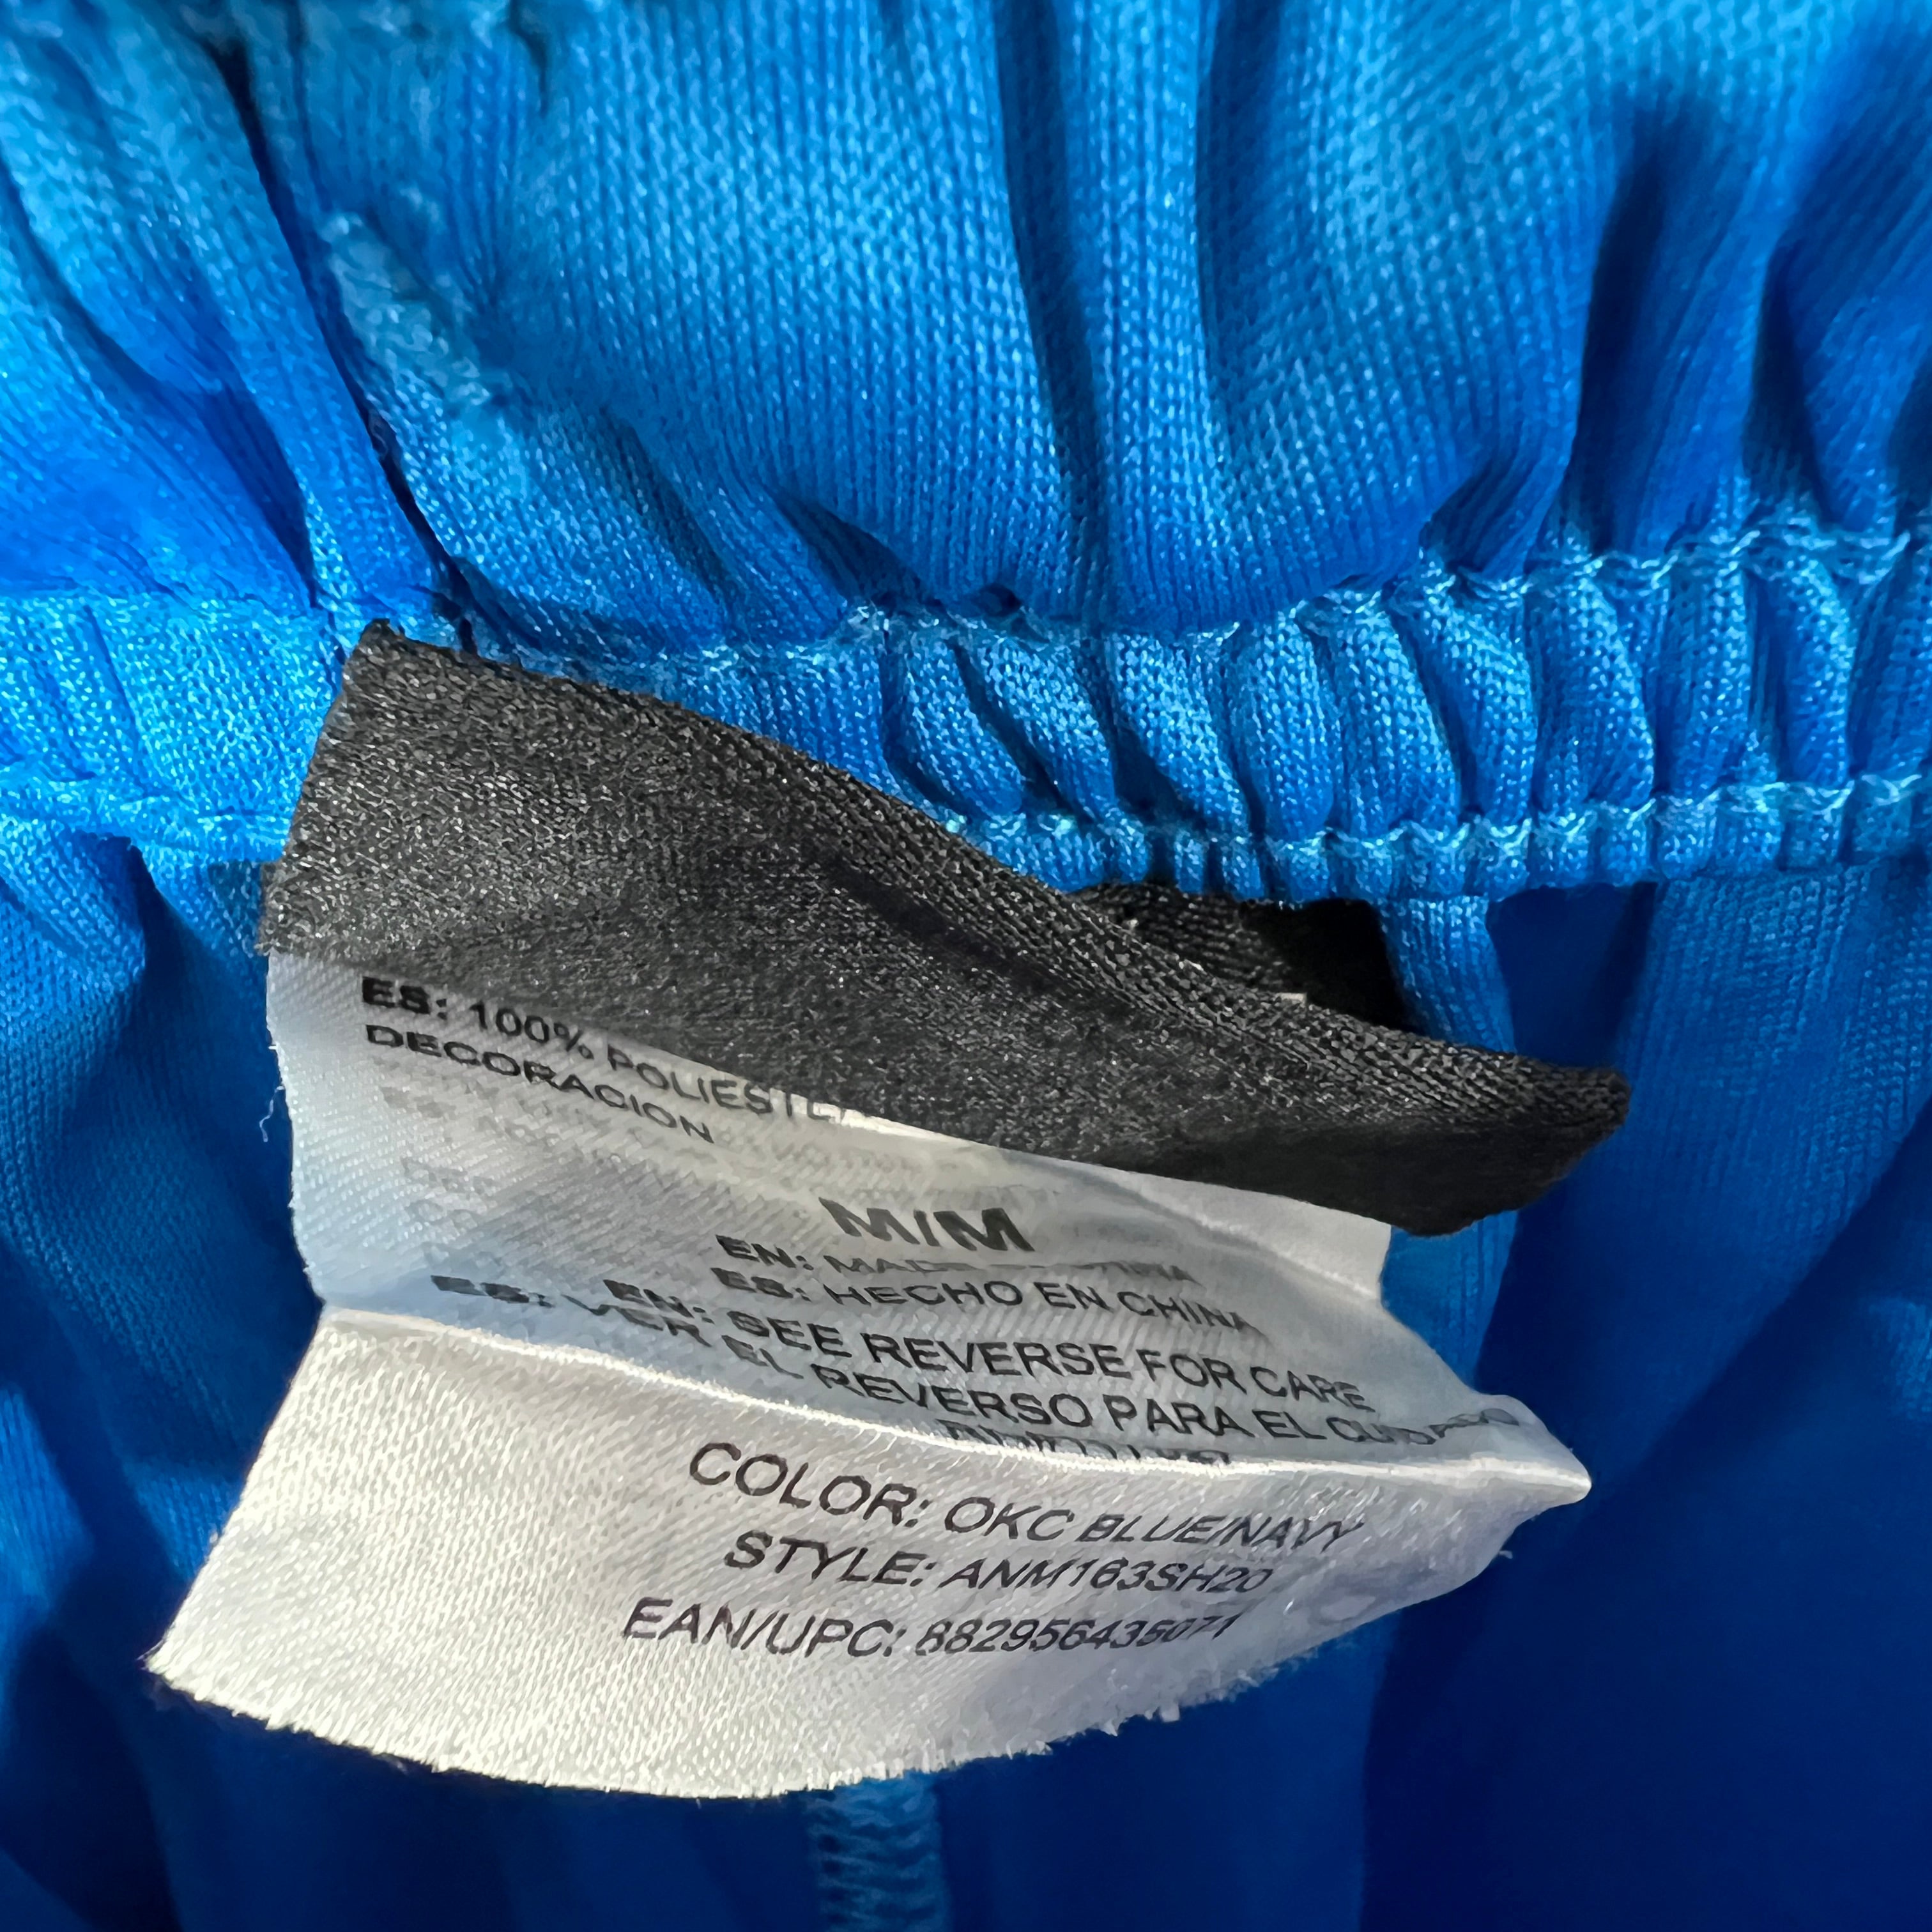 ES: 100% POLIESTER
DECORACION
M/M
EN: MADE CHINA
ES: HECHO EN CHINA
EN: SEE REVERSE FOR CARE
ES: VER EL REVERSO PARA EL CUIDADO
COLOR: OKC BLUE/NAVY
STYLE: ANM163SH20
EAN/UPC: 882956435071